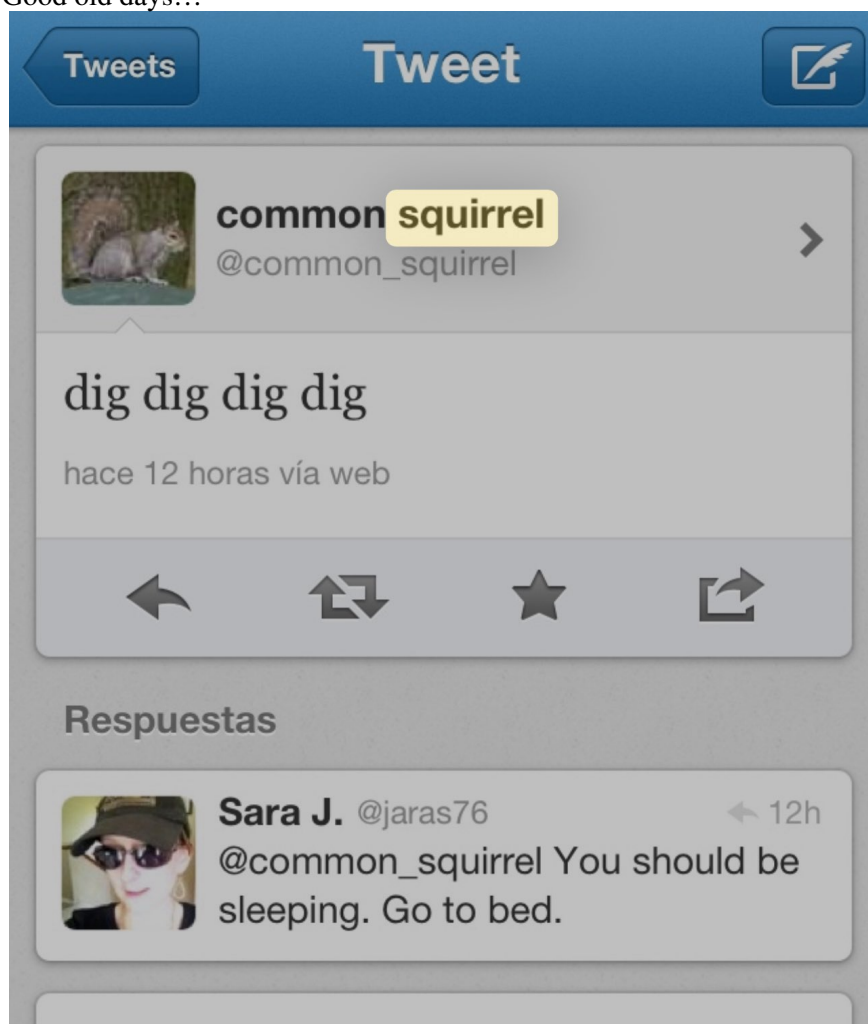 Good old days…
Tweets
Tweet
common squirrel
@common_squirrel
dig dig dig dig
hace 12 horas vía web
Respuestas
Sara J. @jaras76 12h
@common_squirrel You should be
sleeping. Go to bed.